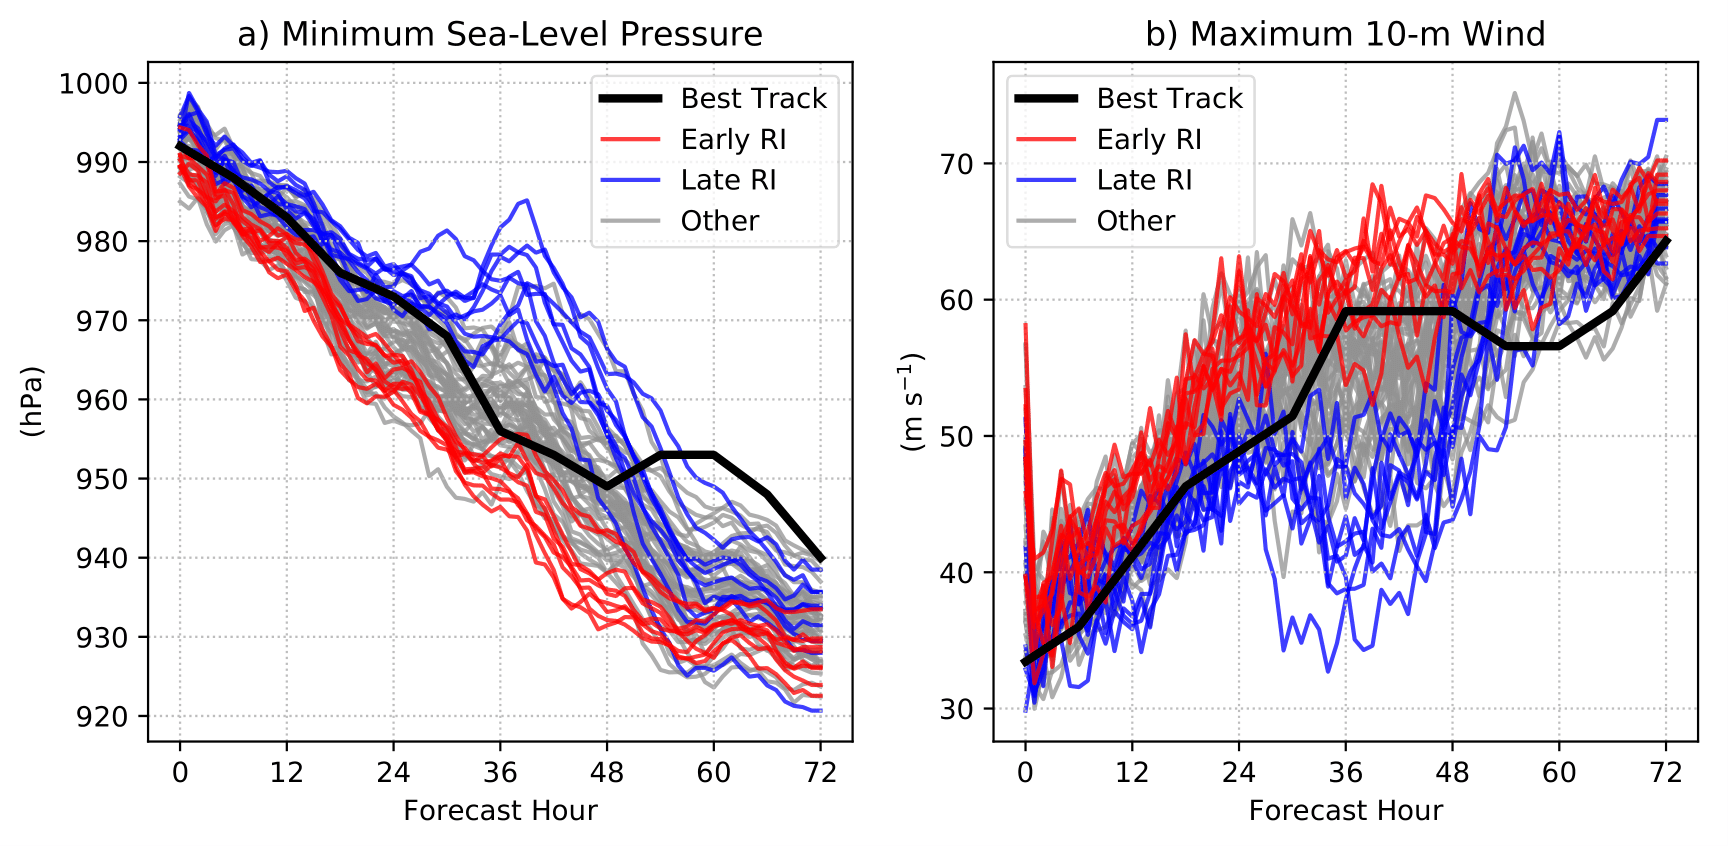 a) Minimum Sea-Level Pressure
1000
990
980
970
960
950
940
930
920
(hPa)
0 12 24 36 48 60 72
Forecast Hour
Best Track
Early RI
Late RI
Other
b) Maximum 10-m Wind
70
60
50
40
30
(m s⁻¹)
0 12 24 36 48 60 72
Forecast Hour
Best Track
Early RI
Late RI
Other